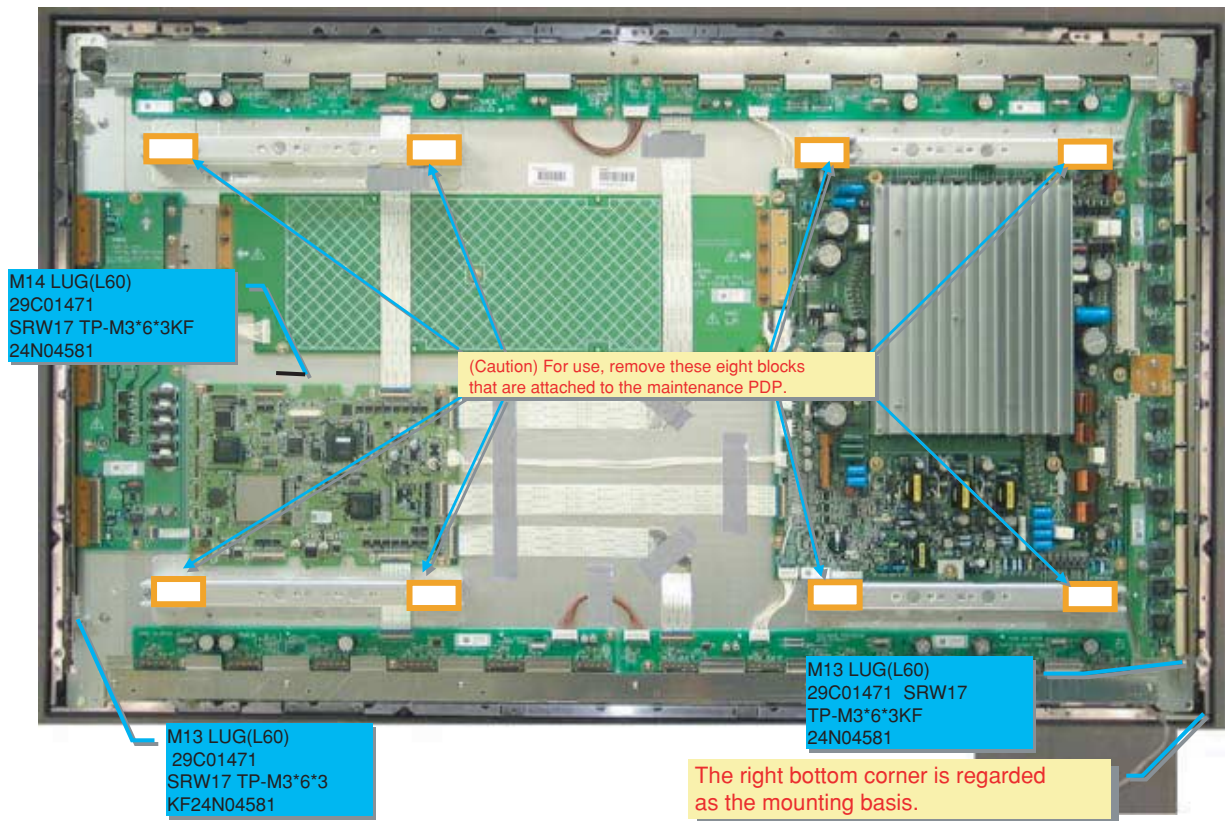 M14 LUG(L60)
29C01471
SRW17 TP-M3*6*3KF
24N04581
(Caution) For use, remove these eight blocks
that are attached to the maintenance PDP.
M13 LUG(L60)
29C01471 SRW17
TP-M3*6*3KF
24N04581
M13 LUG(L60)
29C01471
SRW17 TP-M3*6*3
KF24N04581
The right bottom corner is regarded
as the mounting basis.